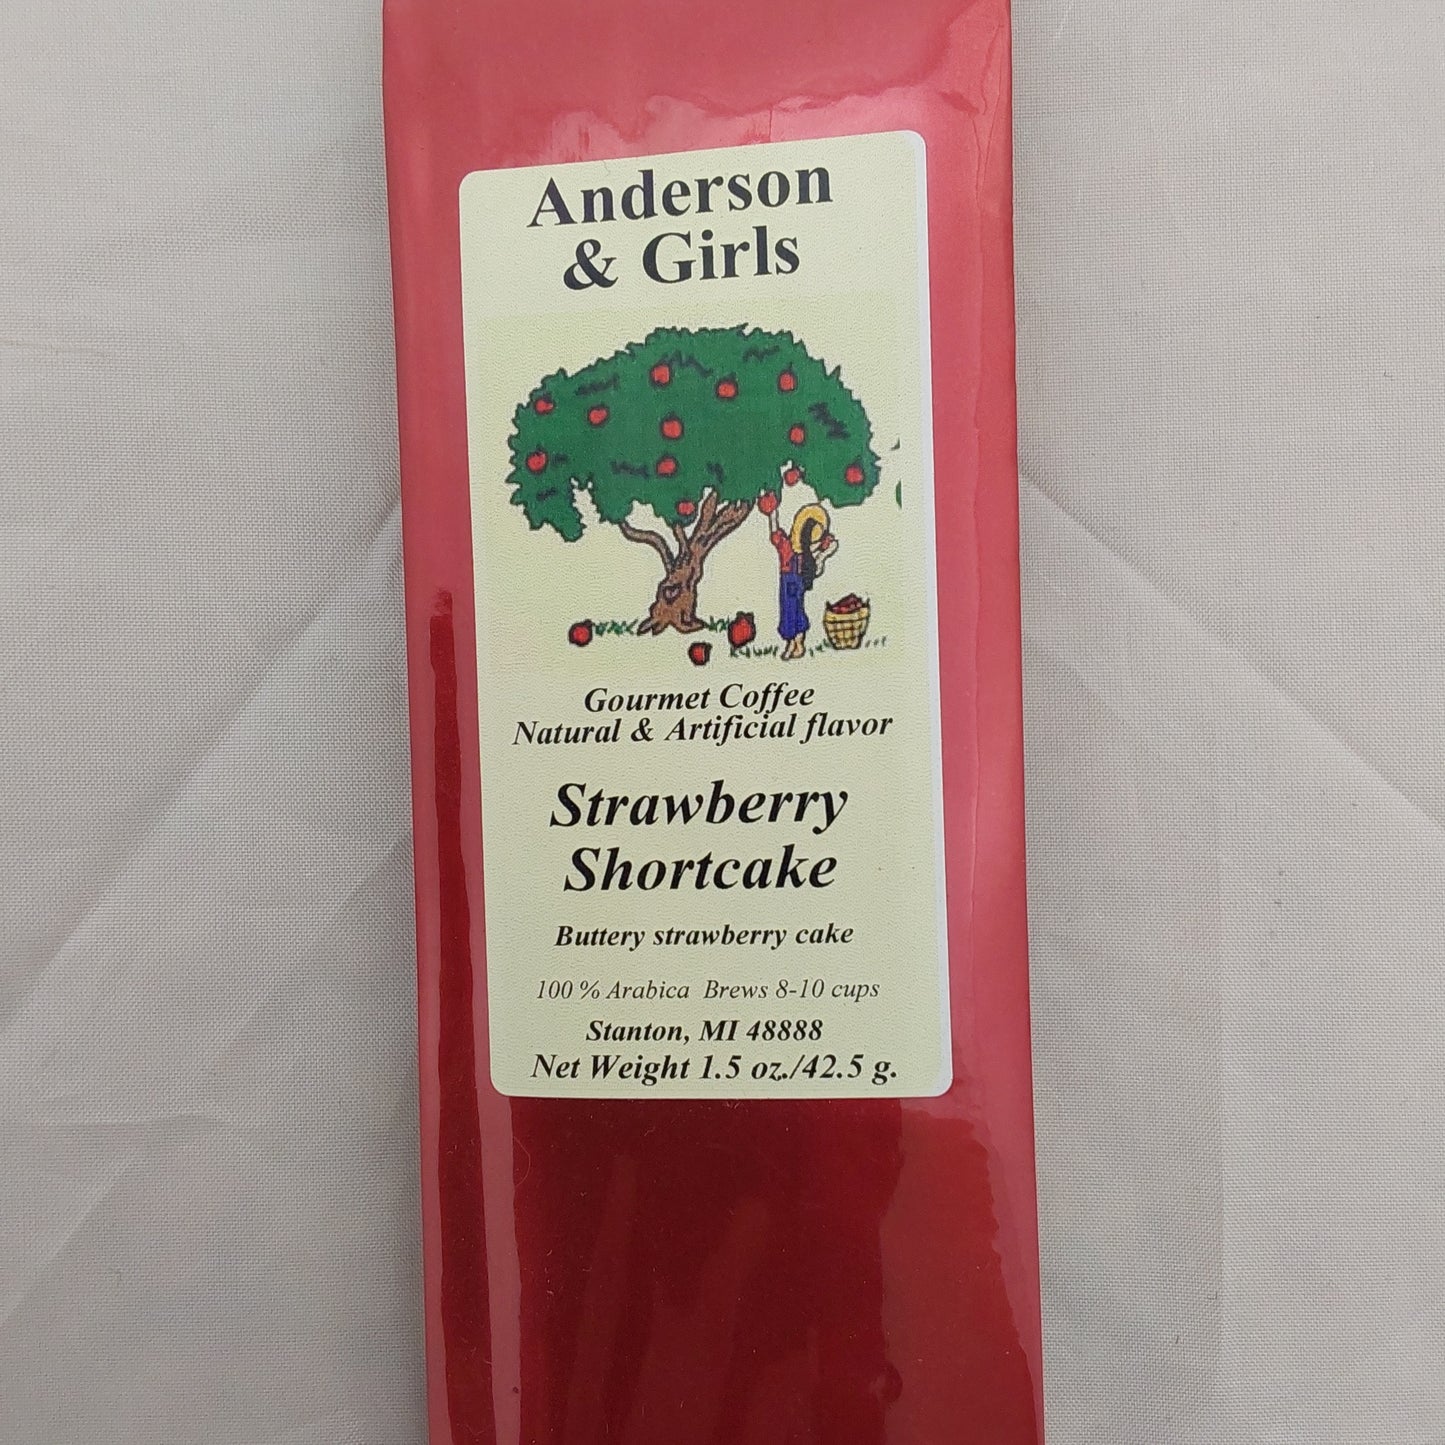 Anderson
& Girls
Gourmet Coffee
Natural & Artificial flavor
Strawberry
Shortcake
Buttery strawberry cake
100 % Arabica Brews 8-10 cups
Stanton, MI 48888
Net Weight 1.5 oz./42.5 g.